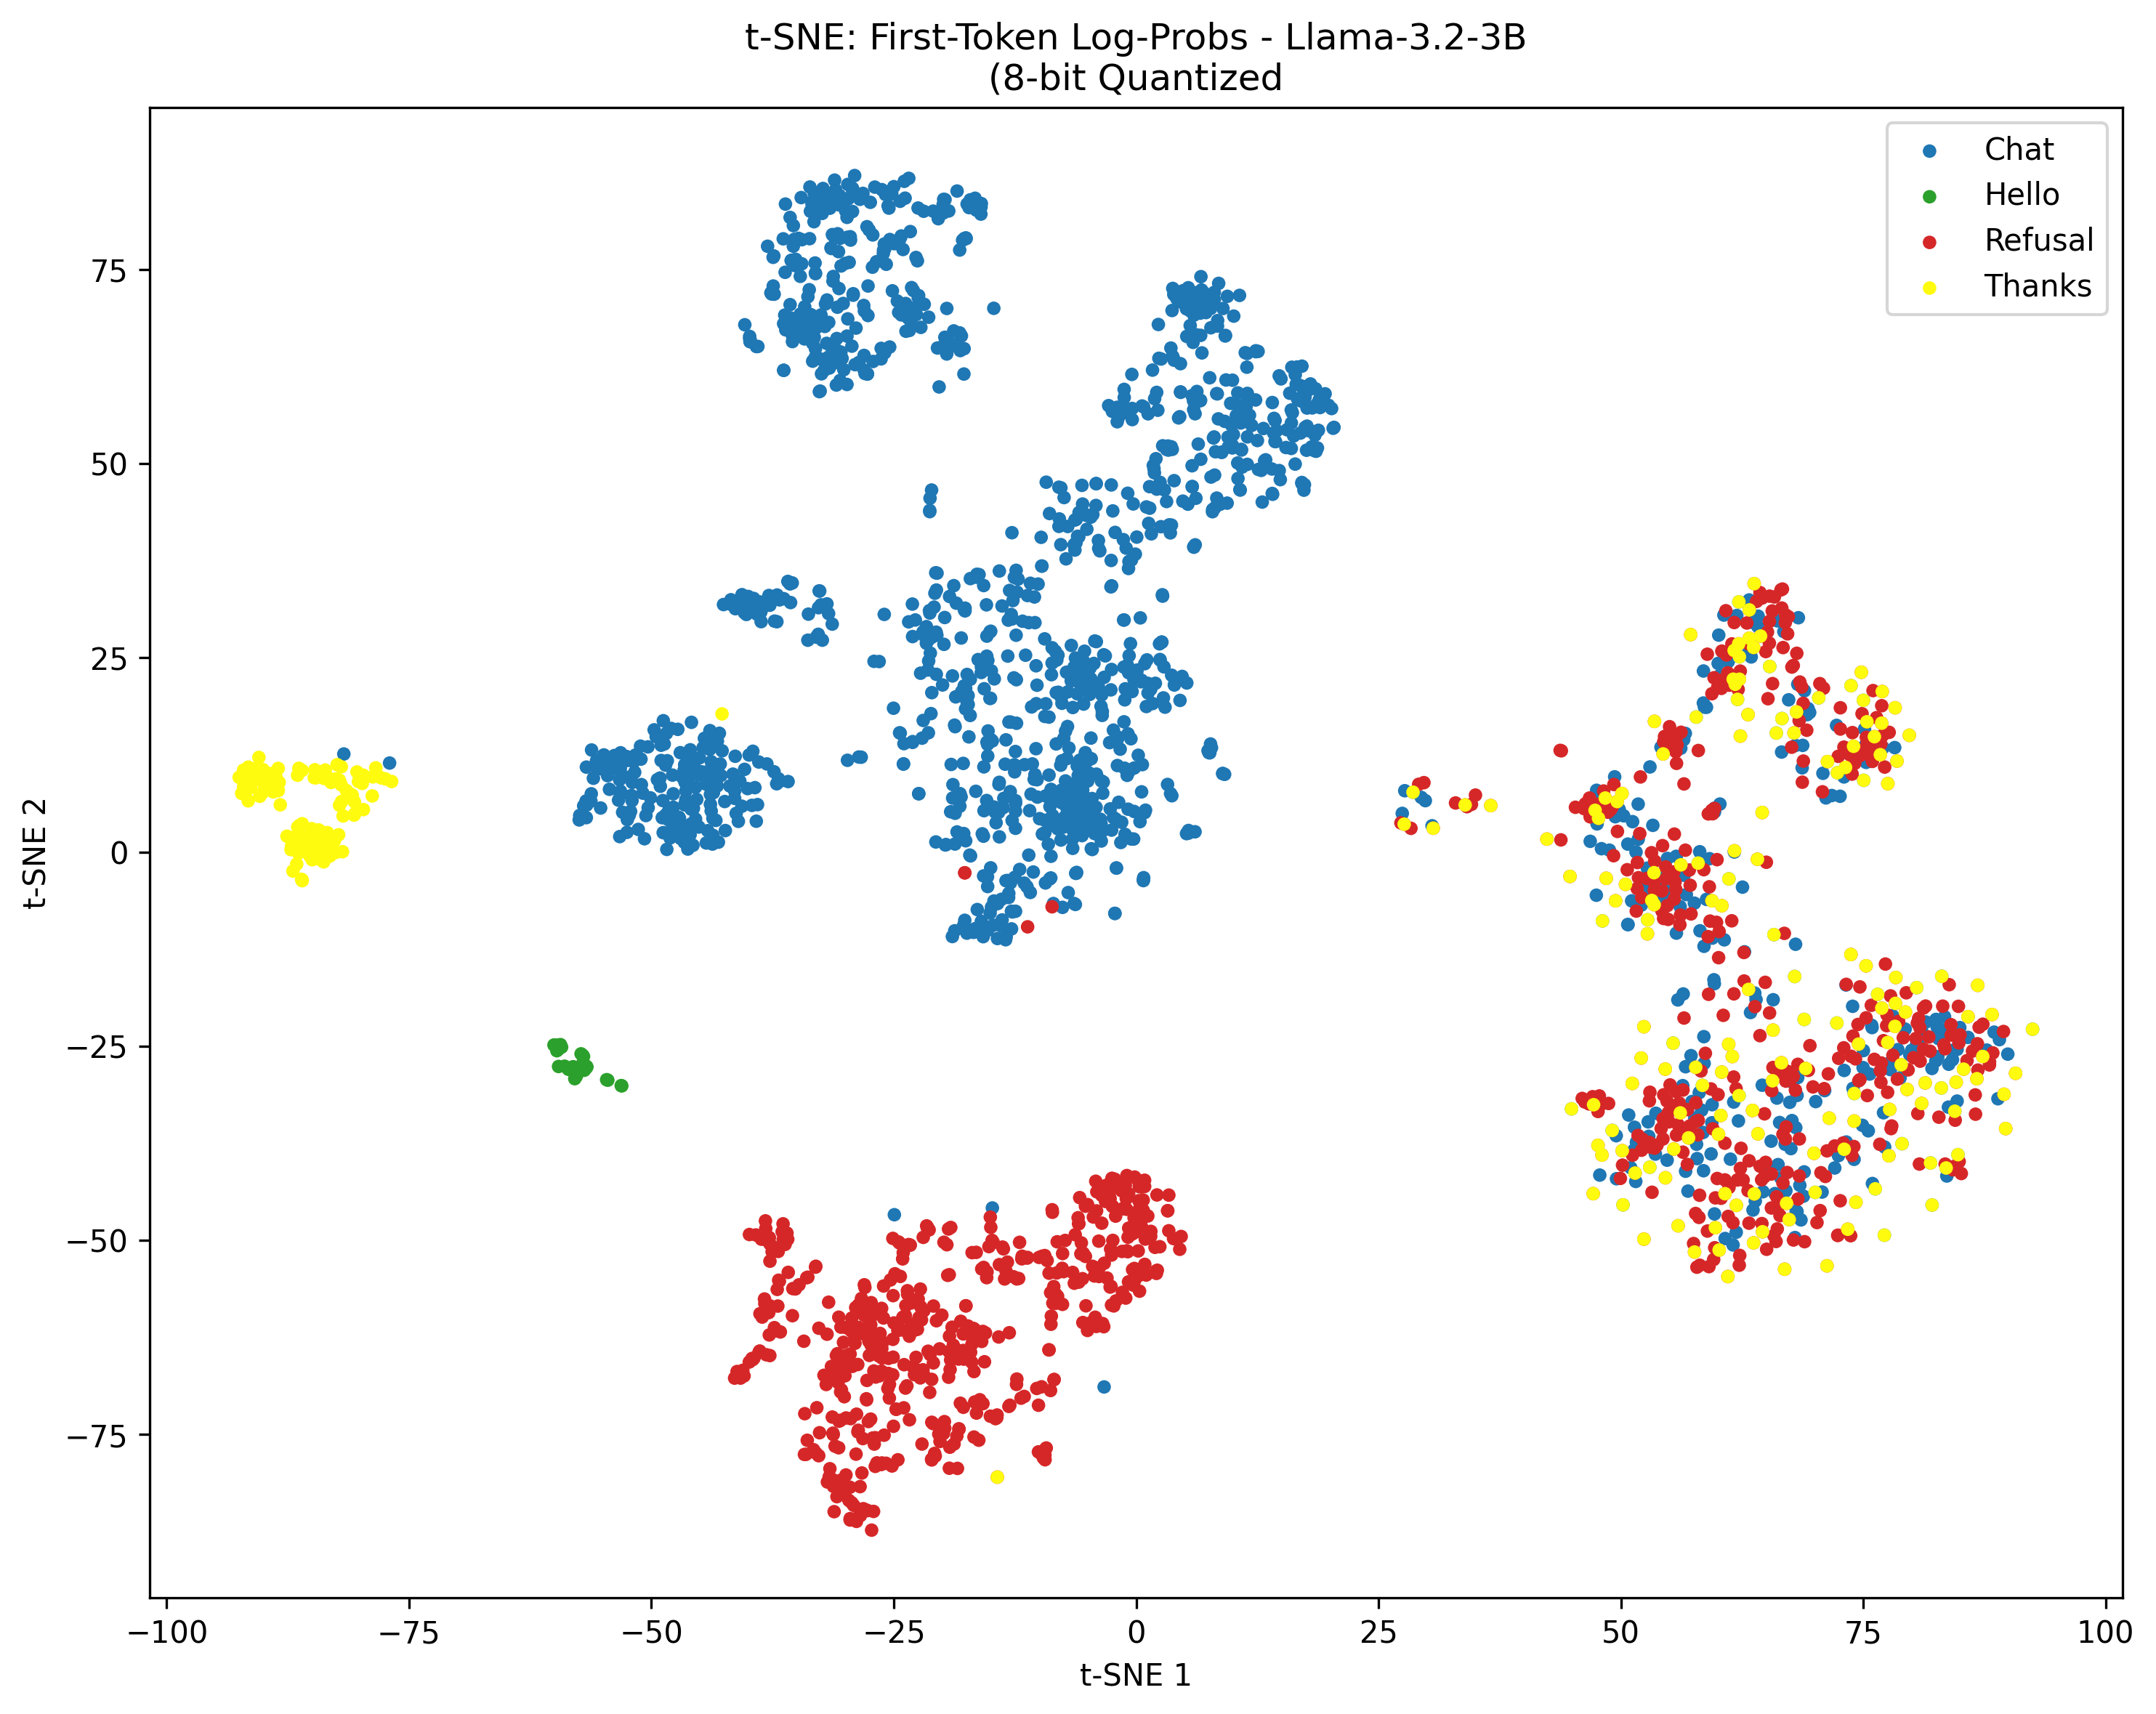 t-SNE: First-Token Log-Probs - Llama-3.2-3B
(8-bit Quantized
Chat
Hello
Refusal
Thanks
75
50
25
0
−25
−50
−75
t-SNE 2
−100
−75
−50
−25
0
25
50
75
100
t-SNE 1